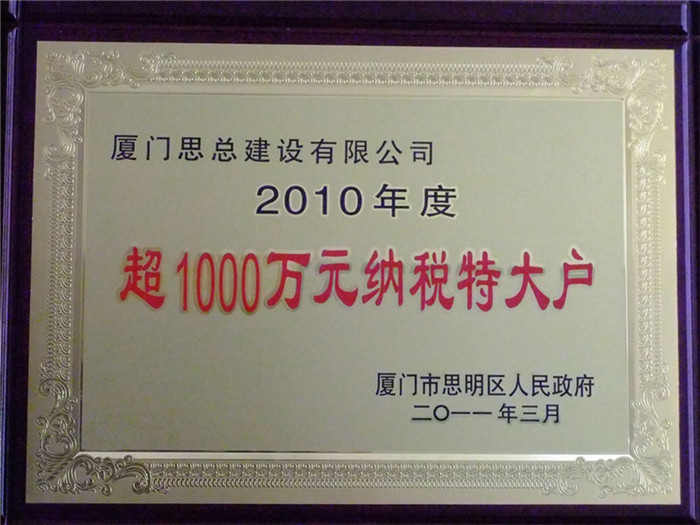 厦门思总建设有限公司
2010年度
超1000万元纳税特大户
厦门市思明区人民政府
二〇一一年三月